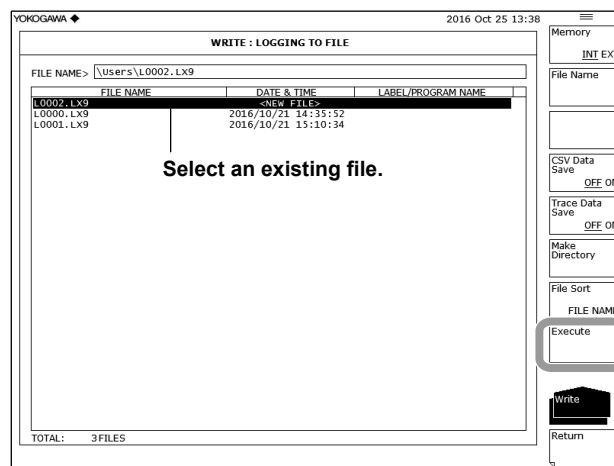 YOKOGAWA ◆ 2016 Oct 25 13:38
WRITE : LOGGING TO FILE
FILE NAME> \Users\L0002.LX9
FILE NAME DATE & TIME LABEL/PROGRAM NAME
L0002.LX9 <NEW FILE>
L0000.LX9 2016/10/21 14:35:52
L0001.LX9 2016/10/21 15:10:34
Select an existing file.
TOTAL: 3FILES
Memory
INT EX
File Name
CSV Data
Save
OFF O
Trace Data
Save
OFF O
Make
Directory
File Sort
FILE NAM
Execute
Write
Return